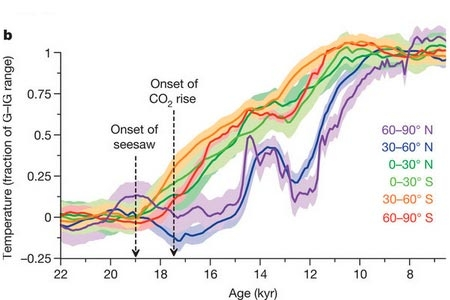 b
Temperature (fraction of G–IG range)
1
0.75
0.5
0.25
0
−0.25
Onset of
CO2 rise
Onset of
seesaw
60–90° N
30–60° N
0–30° N
0–30° S
30–60° S
60–90° S
22 20 18 16 14 12 10 8
Age (kyr)